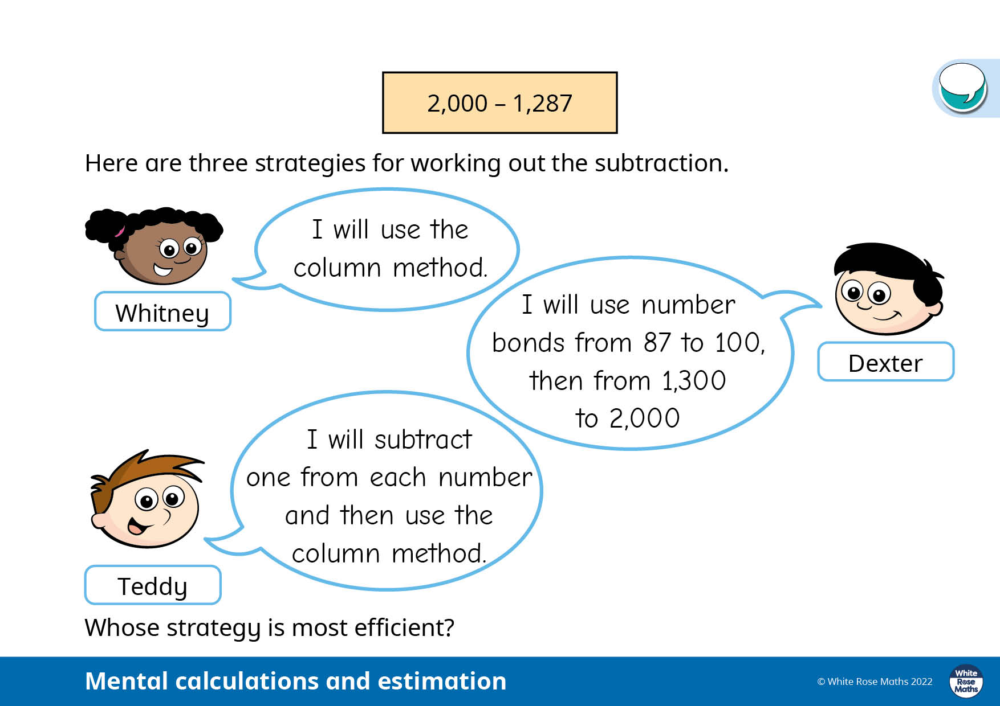 2,000 – 1,287
Here are three strategies for working out the subtraction.
I will use the
column method.
Whitney
I will use number
bonds from 87 to 100,
then from 1,300
to 2,000
Dexter
I will subtract
one from each number
and then use the
column method.
Teddy
Whose strategy is most efficient?
Mental calculations and estimation
© White Rose Maths 2022
White
Rose
Maths